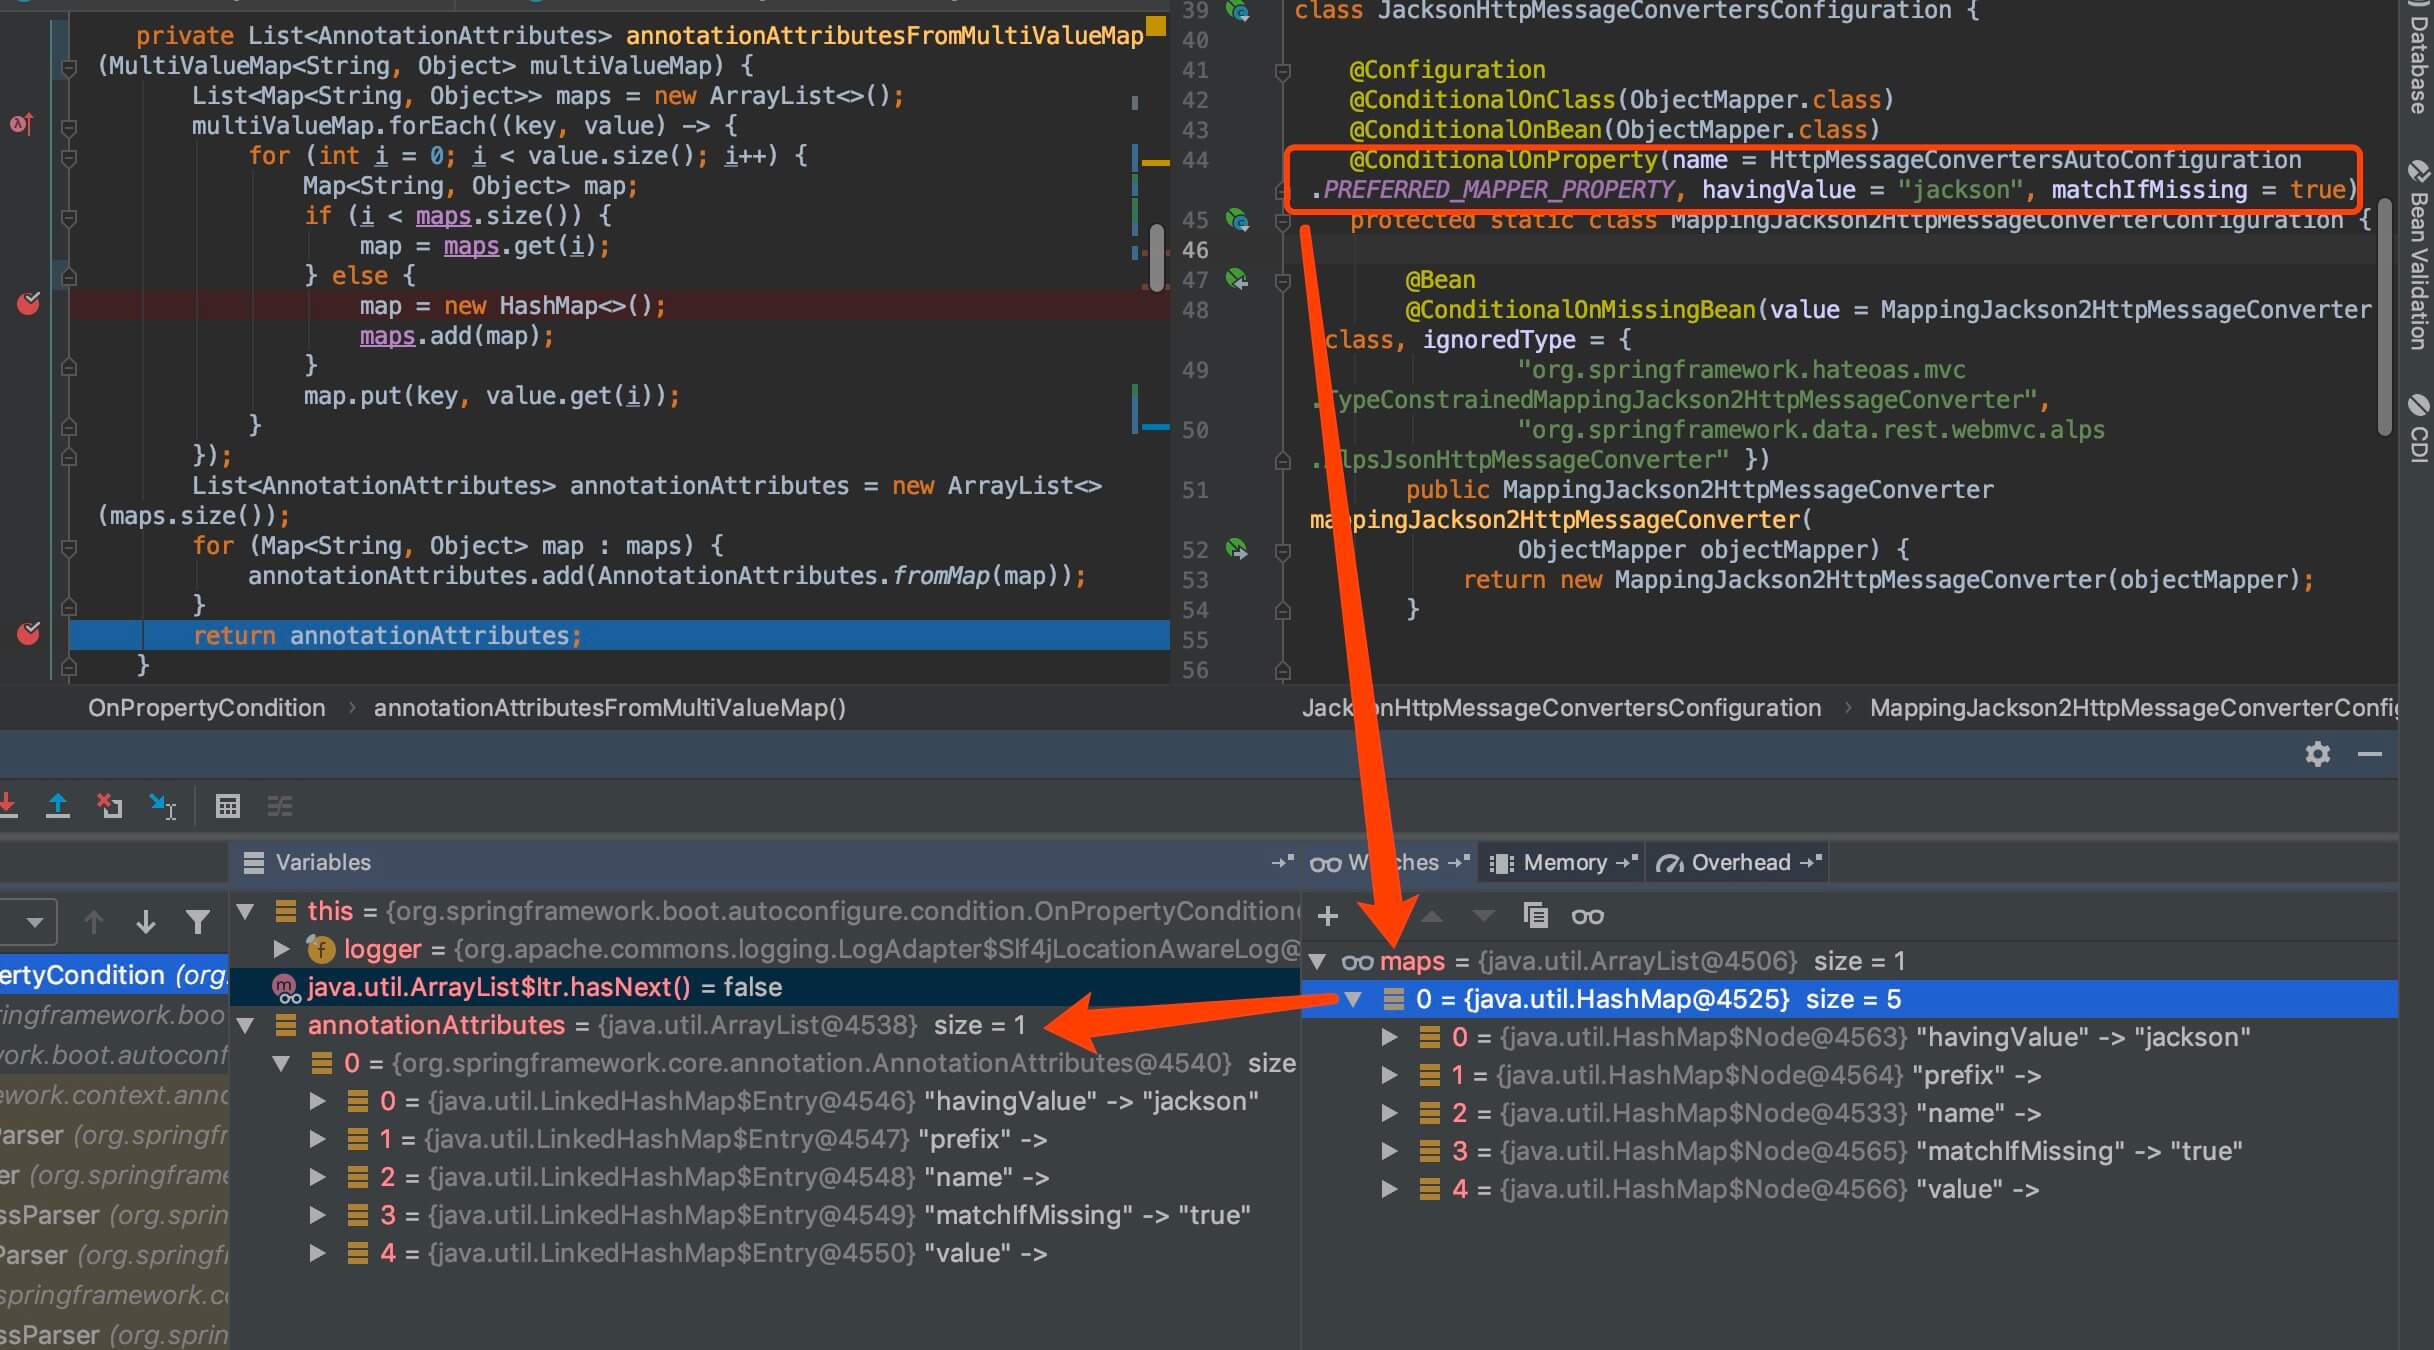 private List<AnnotationAttributes> annotationAttributesFromMultiValueMap
(MultiValueMap<String, Object> multiValueMap) {
List<Map<String, Object>> maps = new ArrayList<>();
multiValueMap.forEach((key, value) -> {
for (int i = 0; i < value.size(); i++) {
Map<String, Object> map;
if (i < maps.size()) {
map = maps.get(i);
} else {
map = new HashMap<>();
maps.add(map);
}
map.put(key, value.get(i));
}
});
List<AnnotationAttributes> annotationAttributes = new ArrayList<>
(maps.size());
for (Map<String, Object> map : maps) {
annotationAttributes.add(AnnotationAttributes.fromMap(map));
}
return annotationAttributes;
}
OnPropertyCondition › annotationAttributesFromMultiValueMap()
39 class JacksonHttpMessageConvertersConfiguration {
40
41 @Configuration
42 @ConditionalOnClass(ObjectMapper.class)
43 @ConditionalOnBean(ObjectMapper.class)
44 @ConditionalOnProperty(name = HttpMessageConvertersAutoConfiguration
.PREFERRED_MAPPER_PROPERTY, havingValue = "jackson", matchIfMissing = true)
45 protected static class MappingJackson2HttpMessageConverterConfiguration {
46
47 @Bean
48 @ConditionalOnMissingBean(value = MappingJackson2HttpMessageConverter
class, ignoredType = {
49 "org.springframework.hateoas.mvc
.TypeConstrainedMappingJackson2HttpMessageConverter",
50 "org.springframework.data.rest.webmvc.alps
.lpsJsonHttpMessageConverter" })
51 public MappingJackson2HttpMessageConverter
mappingJackson2HttpMessageConverter(
52 ObjectMapper objectMapper) {
53 return new MappingJackson2HttpMessageConverter(objectMapper);
54 }
55
56
JacksonHttpMessageConvertersConfiguration › MappingJackson2HttpMessageConverterConfi
Database
Bean Validation
CDI
Variables
Watches
Memory
Overhead
ertyCondition (org.
ringframework.boo
vork.boot.autoconf
ework.context.anno
Parser (org.springfr
er (org.springframe
ssParser (org.sprin
Parser (org.springfr
springframework.co
ssParser (org.sprin
this = {org.springframework.boot.autoconfigure.condition.OnPropertyCondition
logger = {org.apache.commons.logging.LogAdapter$Slf4jLocationAwareLog@
java.util.ArrayList$Itr.hasNext() = false
annotationAttributes = {java.util.ArrayList@4538} size = 1
0 = {org.springframework.core.annotation.AnnotationAttributes@4540} size
0 = {java.util.LinkedHashMap$Entry@4546} "havingValue" -> "jackson"
1 = {java.util.LinkedHashMap$Entry@4547} "prefix" ->
2 = {java.util.LinkedHashMap$Entry@4548} "name" ->
3 = {java.util.LinkedHashMap$Entry@4549} "matchIfMissing" -> "true"
4 = {java.util.LinkedHashMap$Entry@4550} "value" ->
maps = {java.util.ArrayList@4506} size = 1
0 = {java.util.HashMap@4525} size = 5
0 = {java.util.HashMap$Node@4563} "havingValue" -> "jackson"
1 = {java.util.HashMap$Node@4564} "prefix" ->
2 = {java.util.HashMap$Node@4533} "name" ->
3 = {java.util.HashMap$Node@4565} "matchIfMissing" -> "true"
4 = {java.util.HashMap$Node@4566} "value" ->